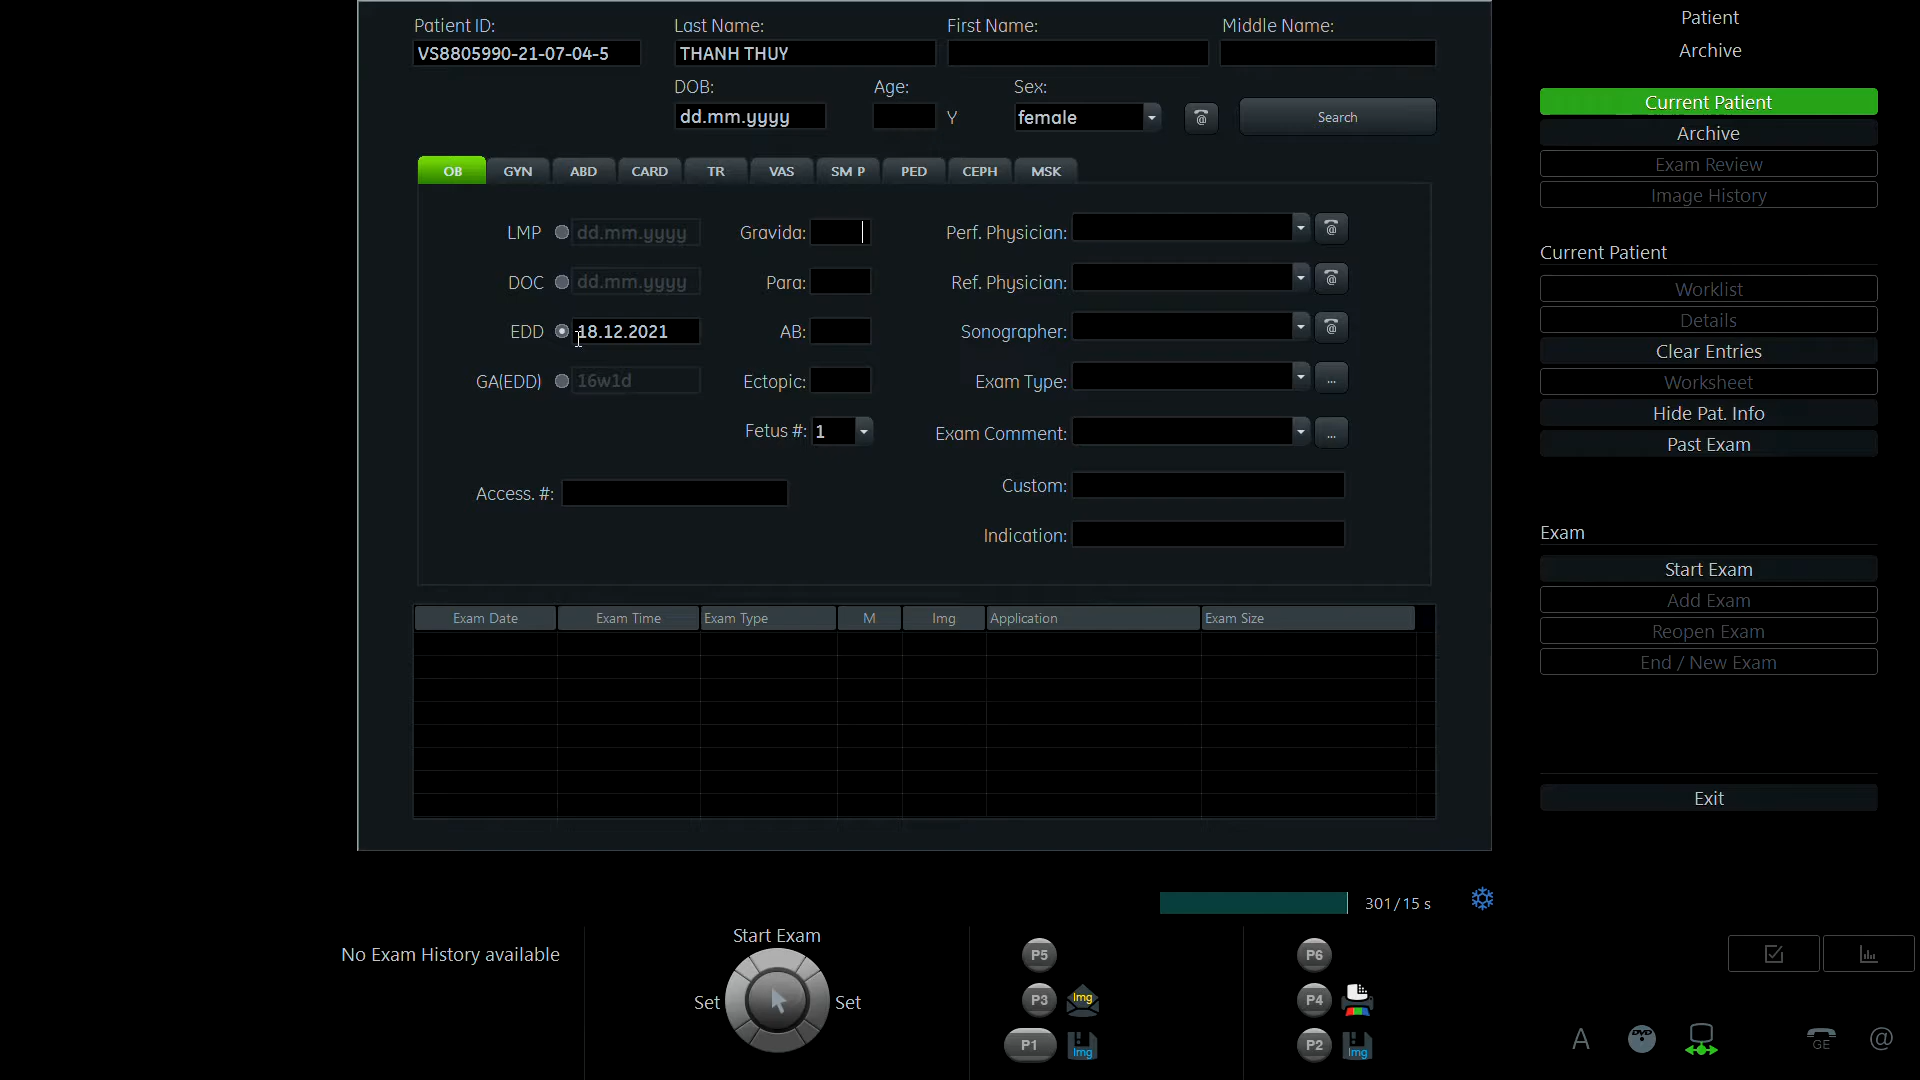 Patient ID: Last Name: First Name: Middle Name:
VS8805990-21-07-04-5 THANH THUY
DOB: Age: Sex:
dd.mm.yyyy Y female @ Search
OB GYN ABD CARD TR VAS SM P PED CEPH MSK
LMP dd.mm.yyyy Gravida: Perf. Physician: @
DOC dd.mm.yyyy Para: Ref. Physician: @
EDD 18.12.2021 AB: Sonographer: @
GA(EDD) 16w1d Ectopic: Exam Type: ...
Fetus #: 1 Exam Comment: ...
Access. #: Custom:
Indication:
Exam Date Exam Time Exam Type M Img Application Exam Size
301/15 s
No Exam History available
Start Exam
Set Set
P5 P6
P3 Img P4
P1 Img P2 Img
Patient
Archive
Current Patient
Archive
Exam Review
Image History
Current Patient
Worklist
Details
Clear Entries
Worksheet
Hide Pat. Info
Past Exam
Exam
Start Exam
Add Exam
Reopen Exam
End / New Exam
Exit
A DVD GE @